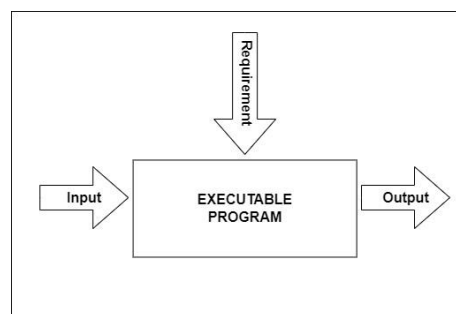 Requirement
Input
EXECUTABLE
PROGRAM
Output